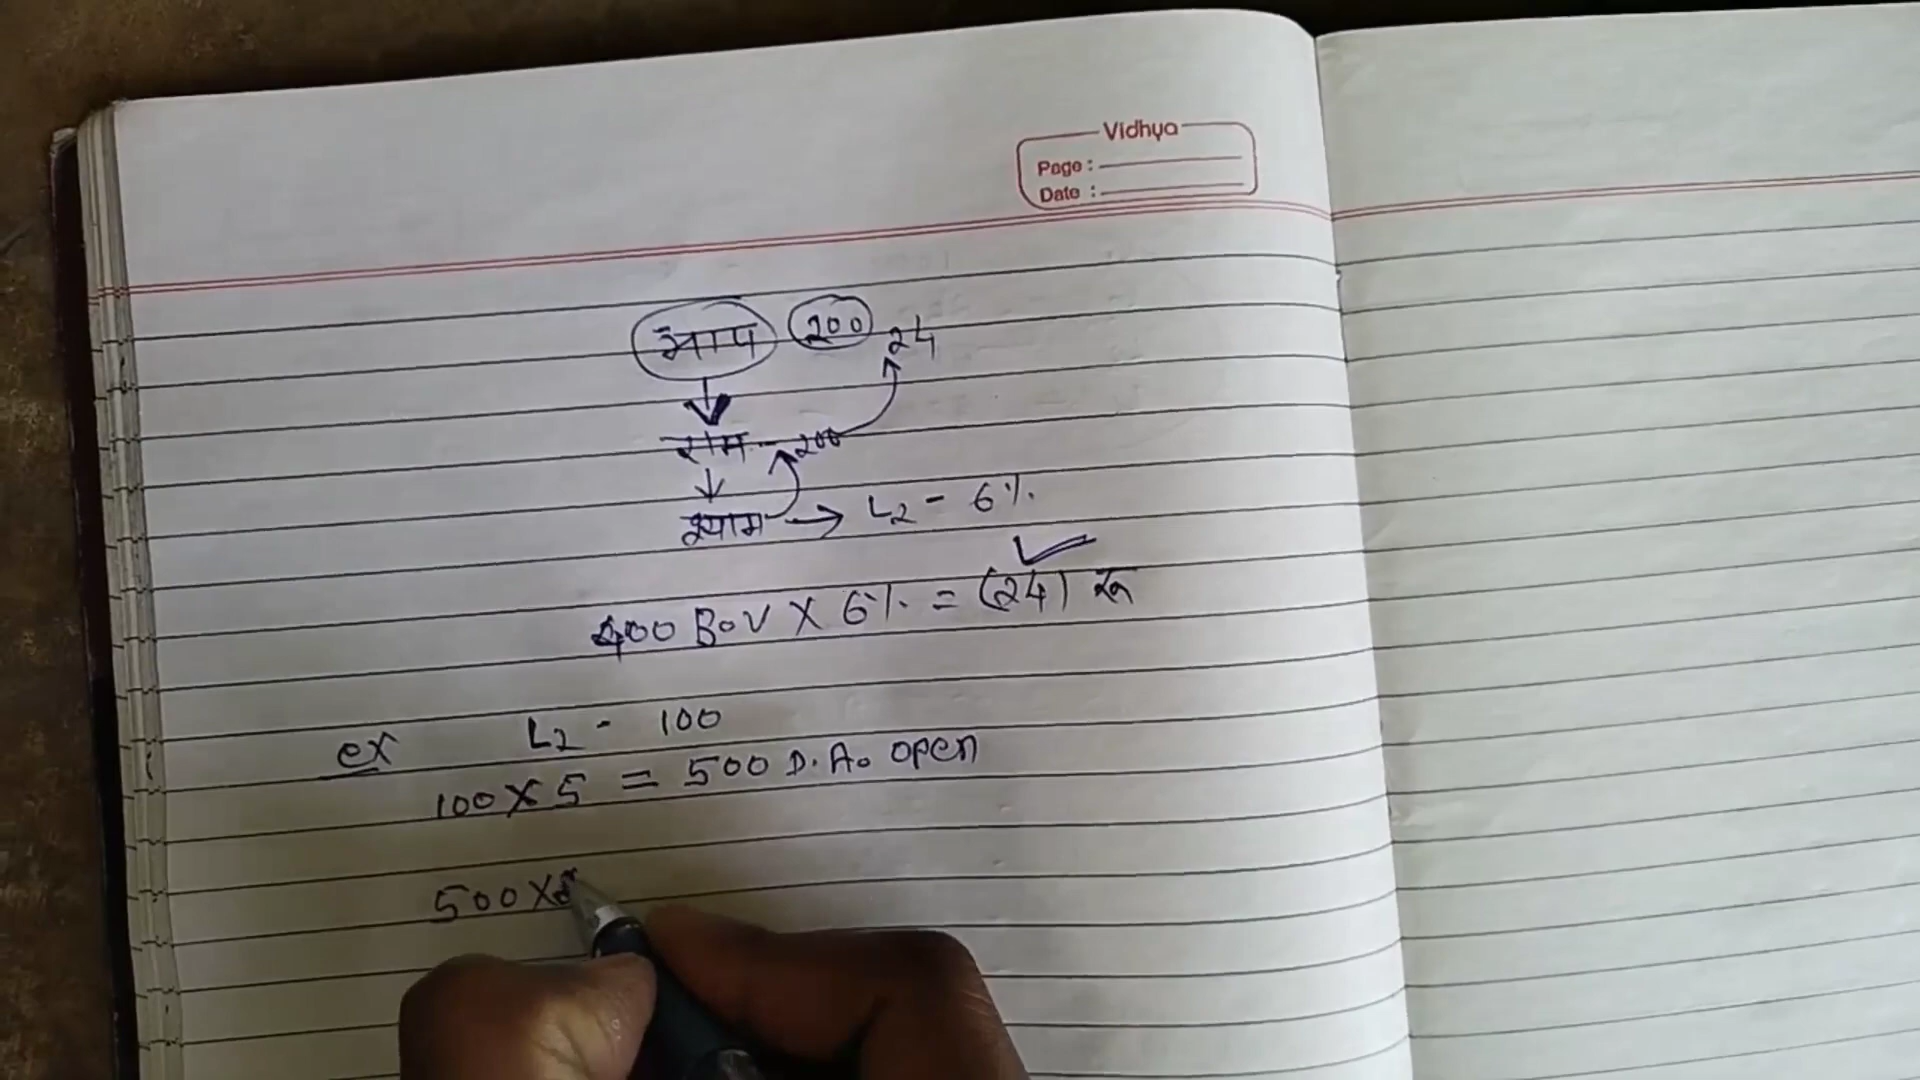 Vidhya
Page :
Date :
आप 200 24
राम - 200
श्याम → L2 - 6%
400 B.V X 6% = (24) रू
ex L2 - 100
100 X 5 = 500 D.A. open
500 X